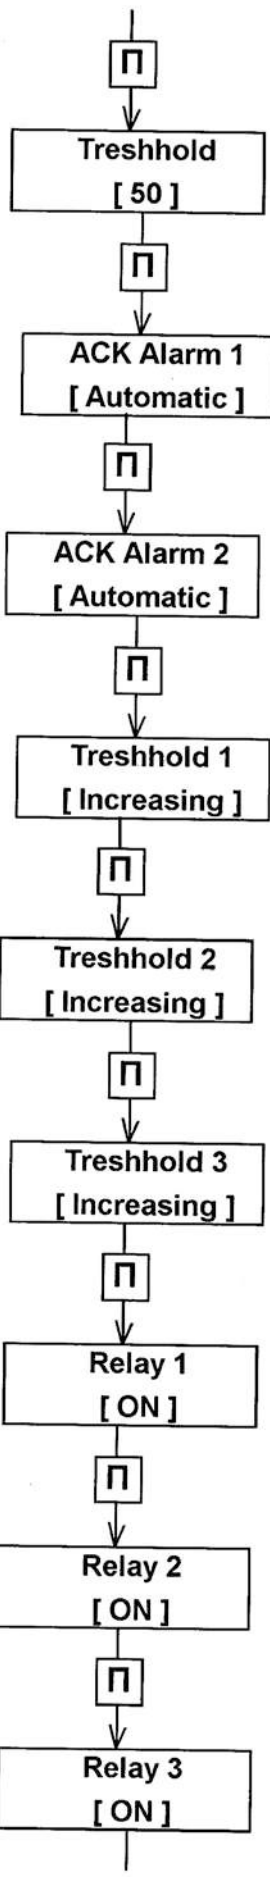 П
Treshhold
[ 50 ]
П
ACK Alarm 1
[ Automatic ]
П
ACK Alarm 2
[ Automatic ]
П
Treshhold 1
[ Increasing ]
П
Treshhold 2
[ Increasing ]
П
Treshhold 3
[ Increasing ]
П
Relay 1
[ ON ]
П
Relay 2
[ ON ]
П
Relay 3
[ ON ]